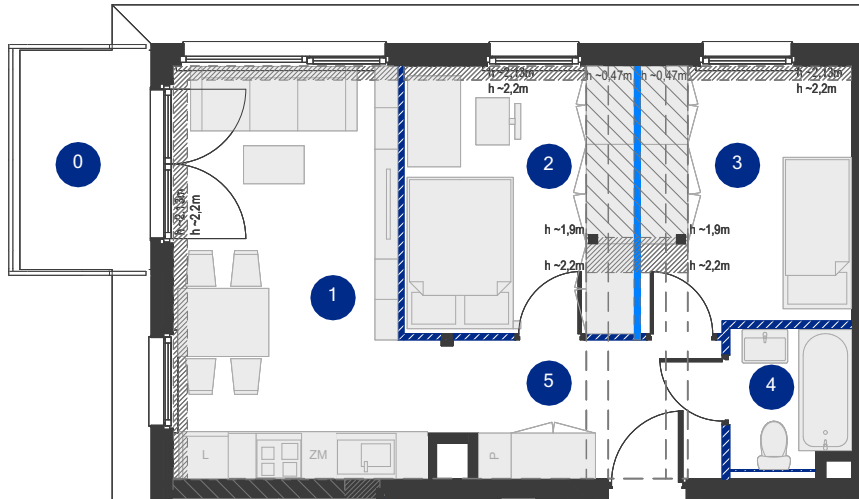 h ~2,13m
h ~2,2m
h ~0,47m
h ~0,47m
h ~2,13m
h ~2,2m
0
2
3
h ~2,13m
h ~2,2m
h ~1,9m
h ~1,9m
h ~2,2m
h ~2,2m
1
5
4
L
ZM
P